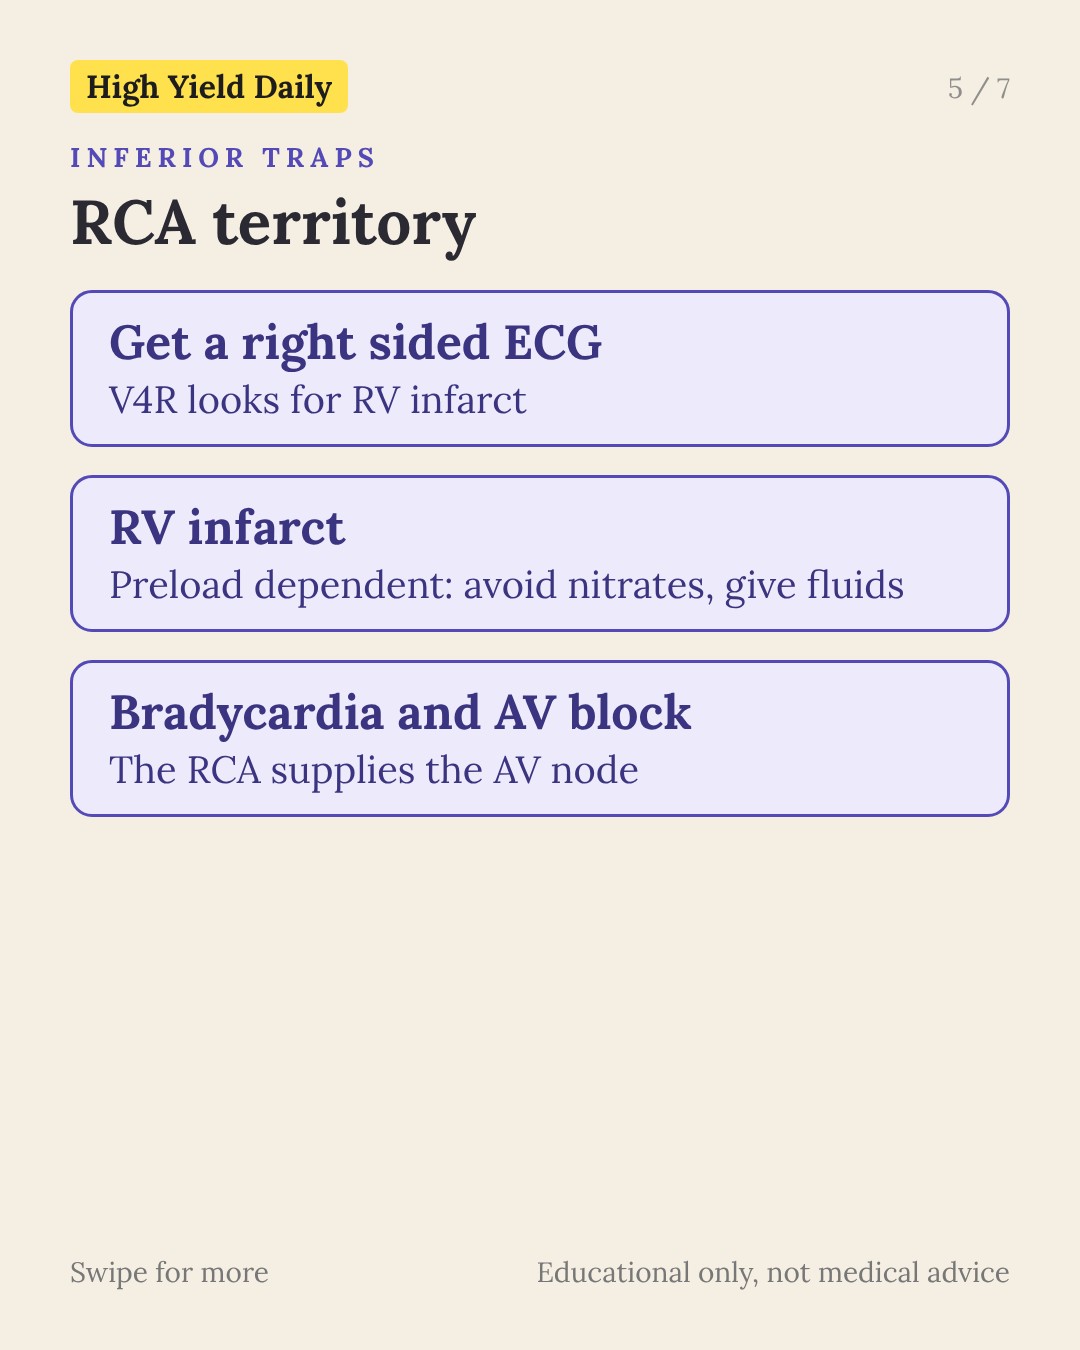 High Yield Daily
5 / 7
INFERIOR TRAPS
RCA territory
Get a right sided ECG
V4R looks for RV infarct
RV infarct
Preload dependent: avoid nitrates, give fluids
Bradycardia and AV block
The RCA supplies the AV node
Swipe for more
Educational only, not medical advice